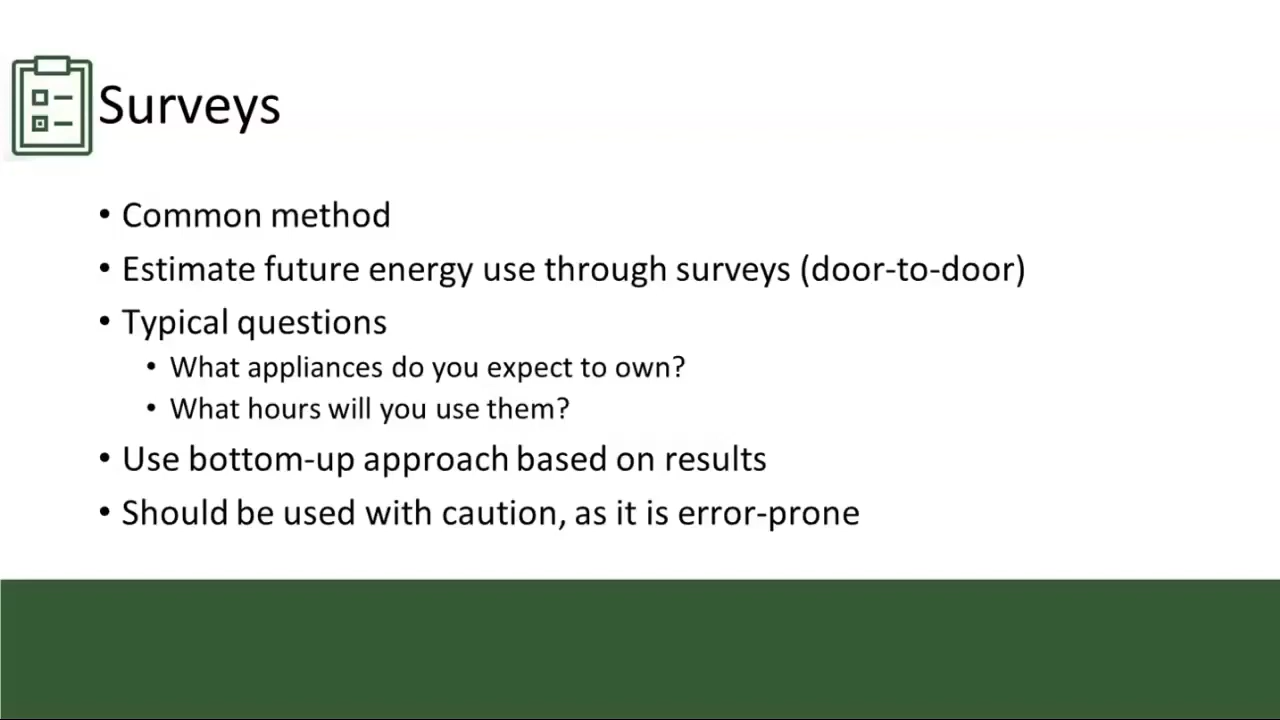 Surveys
• Common method
• Estimate future energy use through surveys (door-to-door)
• Typical questions
• What appliances do you expect to own?
• What hours will you use them?
• Use bottom-up approach based on results
• Should be used with caution, as it is error-prone